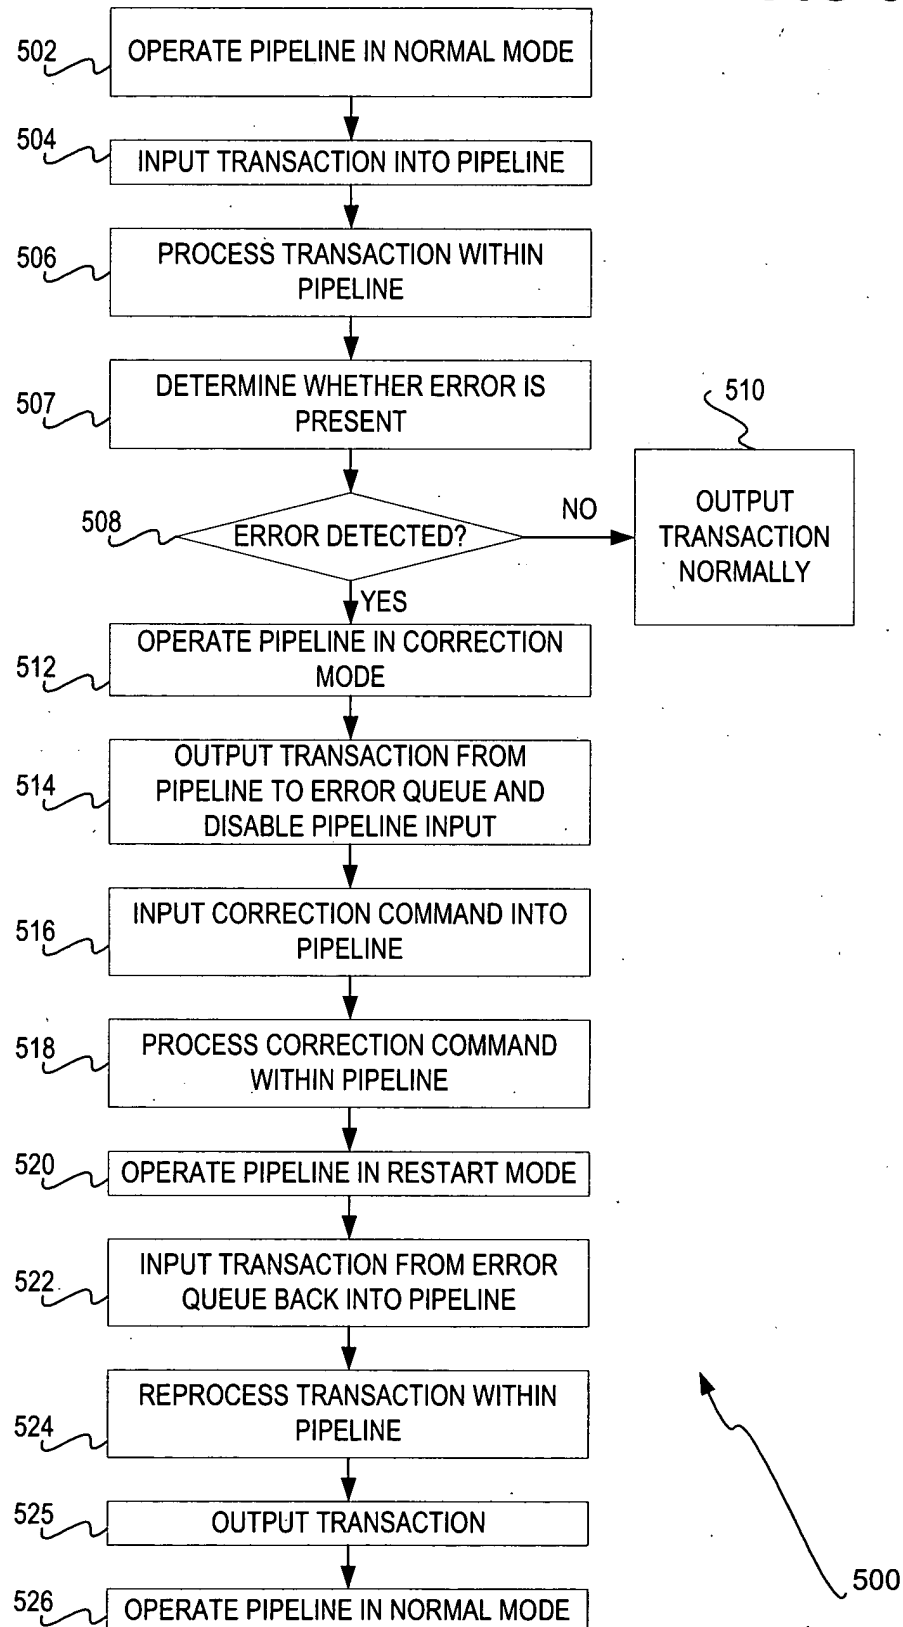 502
OPERATE PIPELINE IN NORMAL MODE
504
INPUT TRANSACTION INTO PIPELINE
506
PROCESS TRANSACTION WITHIN
PIPELINE
507
DETERMINE WHETHER ERROR IS
PRESENT
510
508
ERROR DETECTED?
NO
OUTPUT
TRANSACTION
NORMALLY
YES
512
OPERATE PIPELINE IN CORRECTION
MODE
514
OUTPUT TRANSACTION FROM
PIPELINE TO ERROR QUEUE AND
DISABLE PIPELINE INPUT
516
INPUT CORRECTION COMMAND INTO
PIPELINE
518
PROCESS CORRECTION COMMAND
WITHIN PIPELINE
520
OPERATE PIPELINE IN RESTART MODE
522
INPUT TRANSACTION FROM ERROR
QUEUE BACK INTO PIPELINE
524
REPROCESS TRANSACTION WITHIN
PIPELINE
525
OUTPUT TRANSACTION
500
526
OPERATE PIPELINE IN NORMAL MODE